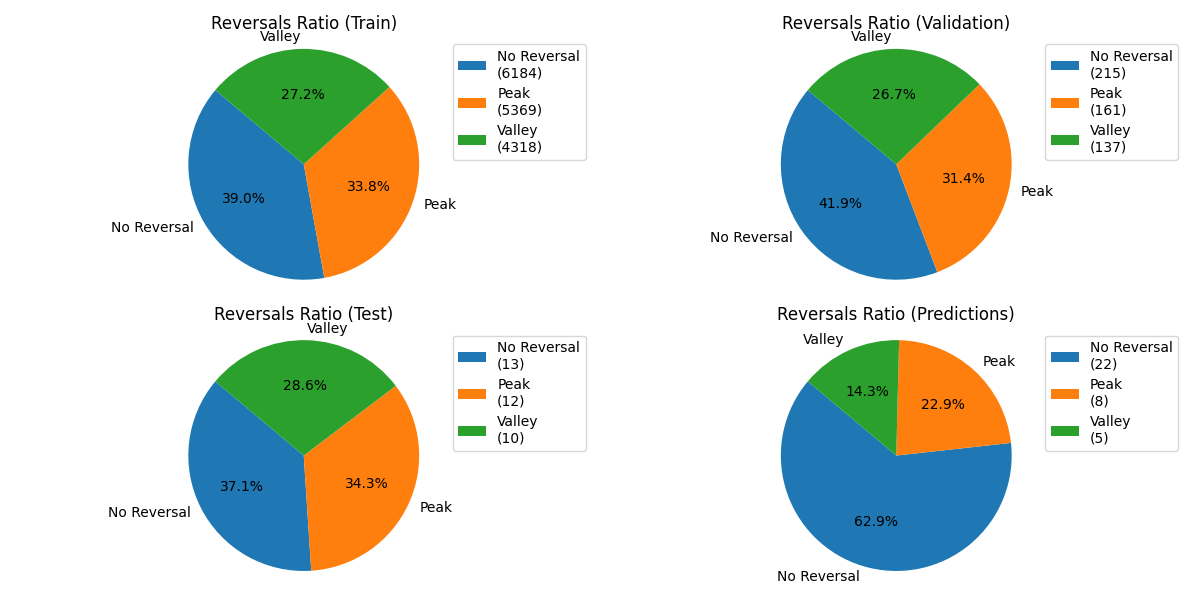 Reversals Ratio (Train)
Valley
27.2%
39.0%
33.8%
Peak
No Reversal
No Reversal
(6184)
Peak
(5369)
Valley
(4318)
Reversals Ratio (Validation)
Valley
26.7%
31.4%
Peak
41.9%
No Reversal
No Reversal
(215)
Peak
(161)
Valley
(137)
Reversals Ratio (Test)
Valley
28.6%
37.1%
34.3%
Peak
No Reversal
No Reversal
(13)
Peak
(12)
Valley
(10)
Reversals Ratio (Predictions)
Valley
Peak
14.3%
22.9%
62.9%
No Reversal
No Reversal
(22)
Peak
(8)
Valley
(5)